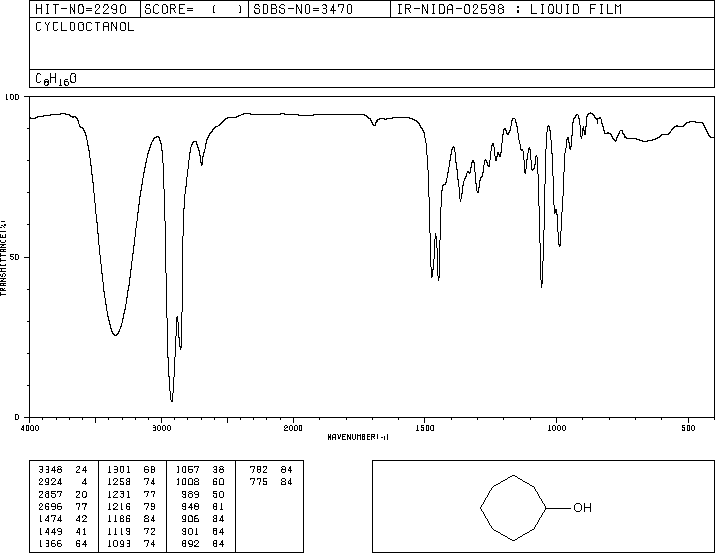 HIT-NO=2290 SCORE= ( ) SDBS-NO=3470 IR-NIDA-02598 : LIQUID FILM
CYCLOOCTANOL
C8H16O
100
50
0
TRANSMITTANCE(%)
4000 3000 2000 1500 1000 500
WAVENUMBER(-1)
3348 24 1301 68 1057 38 782 84
2924 4 1258 74 1008 60 775 84
2857 20 1231 77 989 50
2696 77 1216 79 948 81
1474 42 1186 84 906 84
1449 41 1119 72 901 84
1366 64 1093 74 892 84
OH